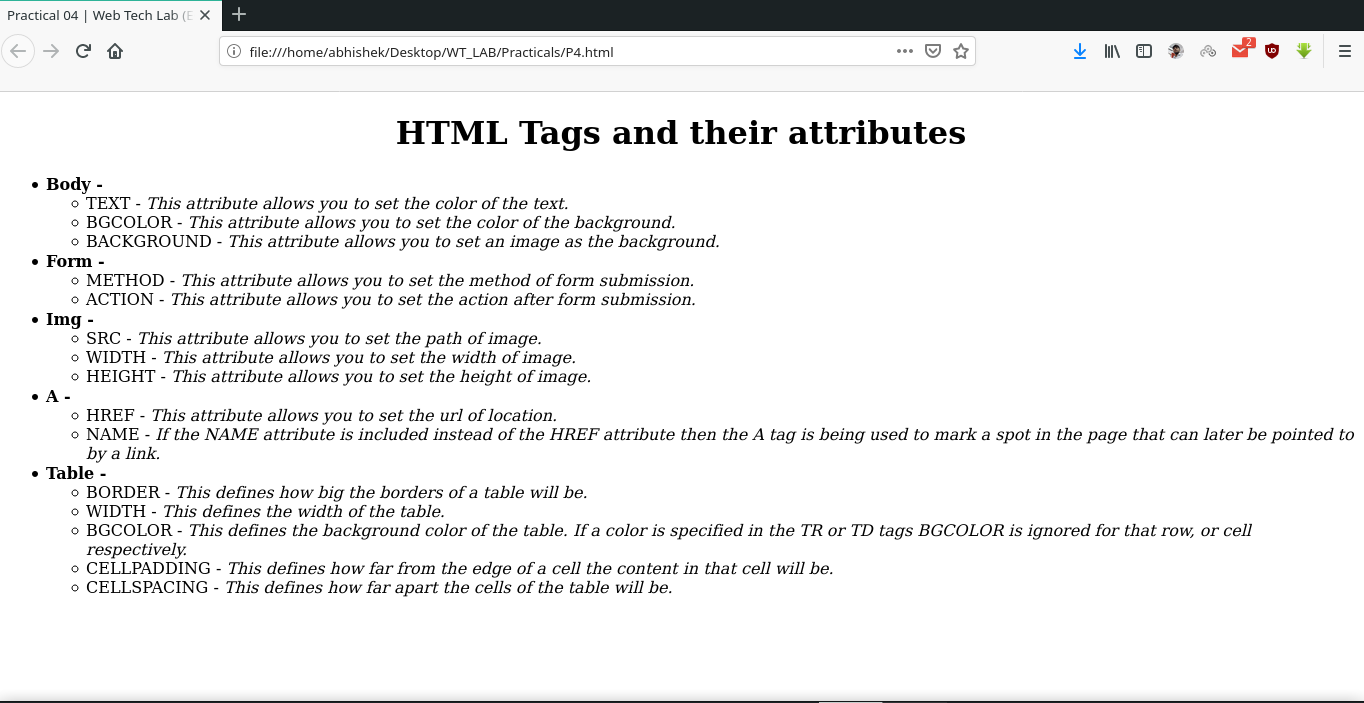 Practical 04 | Web Tech Lab (E
file:///home/abhishek/Desktop/WT_LAB/Practicals/P4.html
2
HTML Tags and their attributes
Body -
TEXT - This attribute allows you to set the color of the text.
BGCOLOR - This attribute allows you to set the color of the background.
BACKGROUND - This attribute allows you to set an image as the background.
Form -
METHOD - This attribute allows you to set the method of form submission.
ACTION - This attribute allows you to set the action after form submission.
Img -
SRC - This attribute allows you to set the path of image.
WIDTH - This attribute allows you to set the width of image.
HEIGHT - This attribute allows you to set the height of image.
A -
HREF - This attribute allows you to set the url of location.
NAME - If the NAME attribute is included instead of the HREF attribute then the A tag is being used to mark a spot in the page that can later be pointed to
by a link.
Table -
BORDER - This defines how big the borders of a table will be.
WIDTH - This defines the width of the table.
BGCOLOR - This defines the background color of the table. If a color is specified in the TR or TD tags BGCOLOR is ignored for that row, or cell
respectively.
CELLPADDING - This defines how far from the edge of a cell the content in that cell will be.
CELLSPACING - This defines how far apart the cells of the table will be.